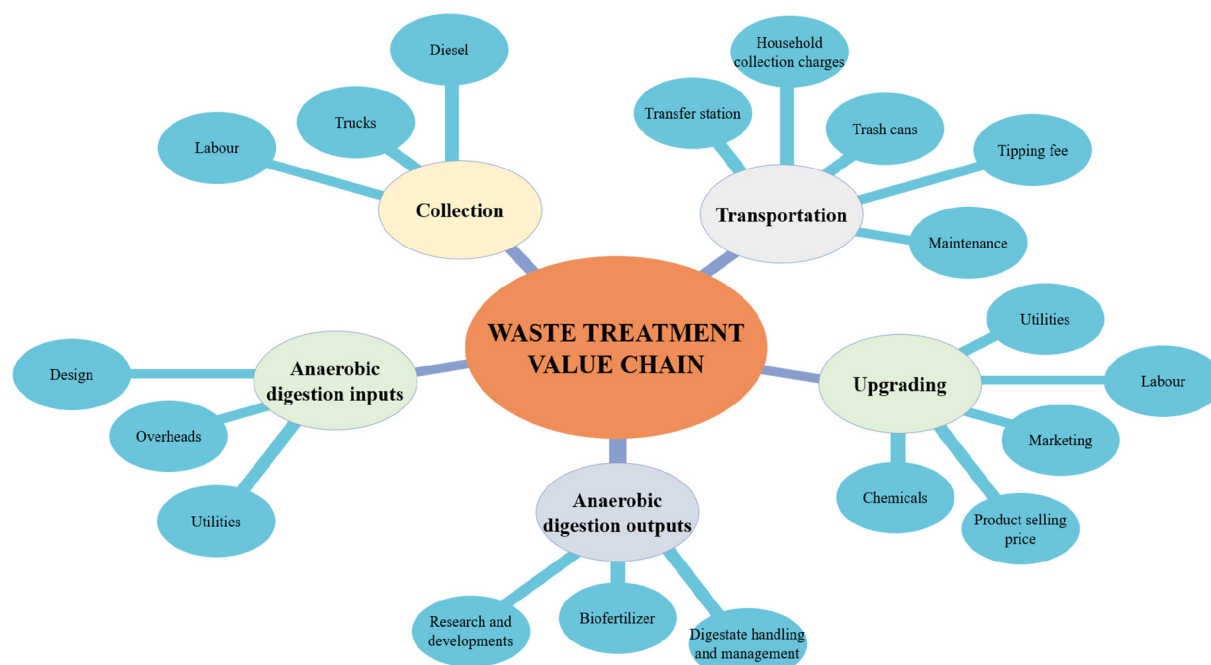 Diesel
Trucks
Labour
Collection
Household
collection charges
Transfer station
Trash cans
Tipping fee
Transportation
Maintenance
WASTE TREATMENT
VALUE CHAIN
Anaerobic
digestion inputs
Design
Overheads
Utilities
Upgrading
Utilities
Labour
Marketing
Chemicals
Product selling
price
Anaerobic
digestion outputs
Research and
developments
Biofertilizer
Digestate handling
and management